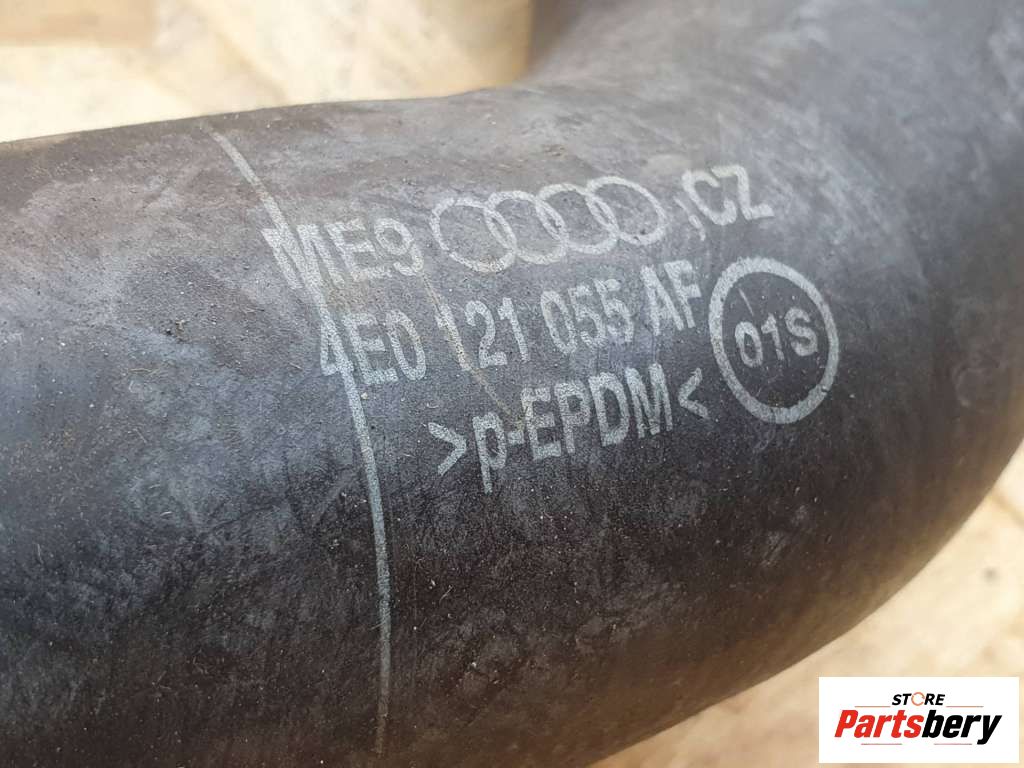 ME9 ,CZ
4E0 121 055 AF
01S
>p-EPDM<
STORE
Partsbery